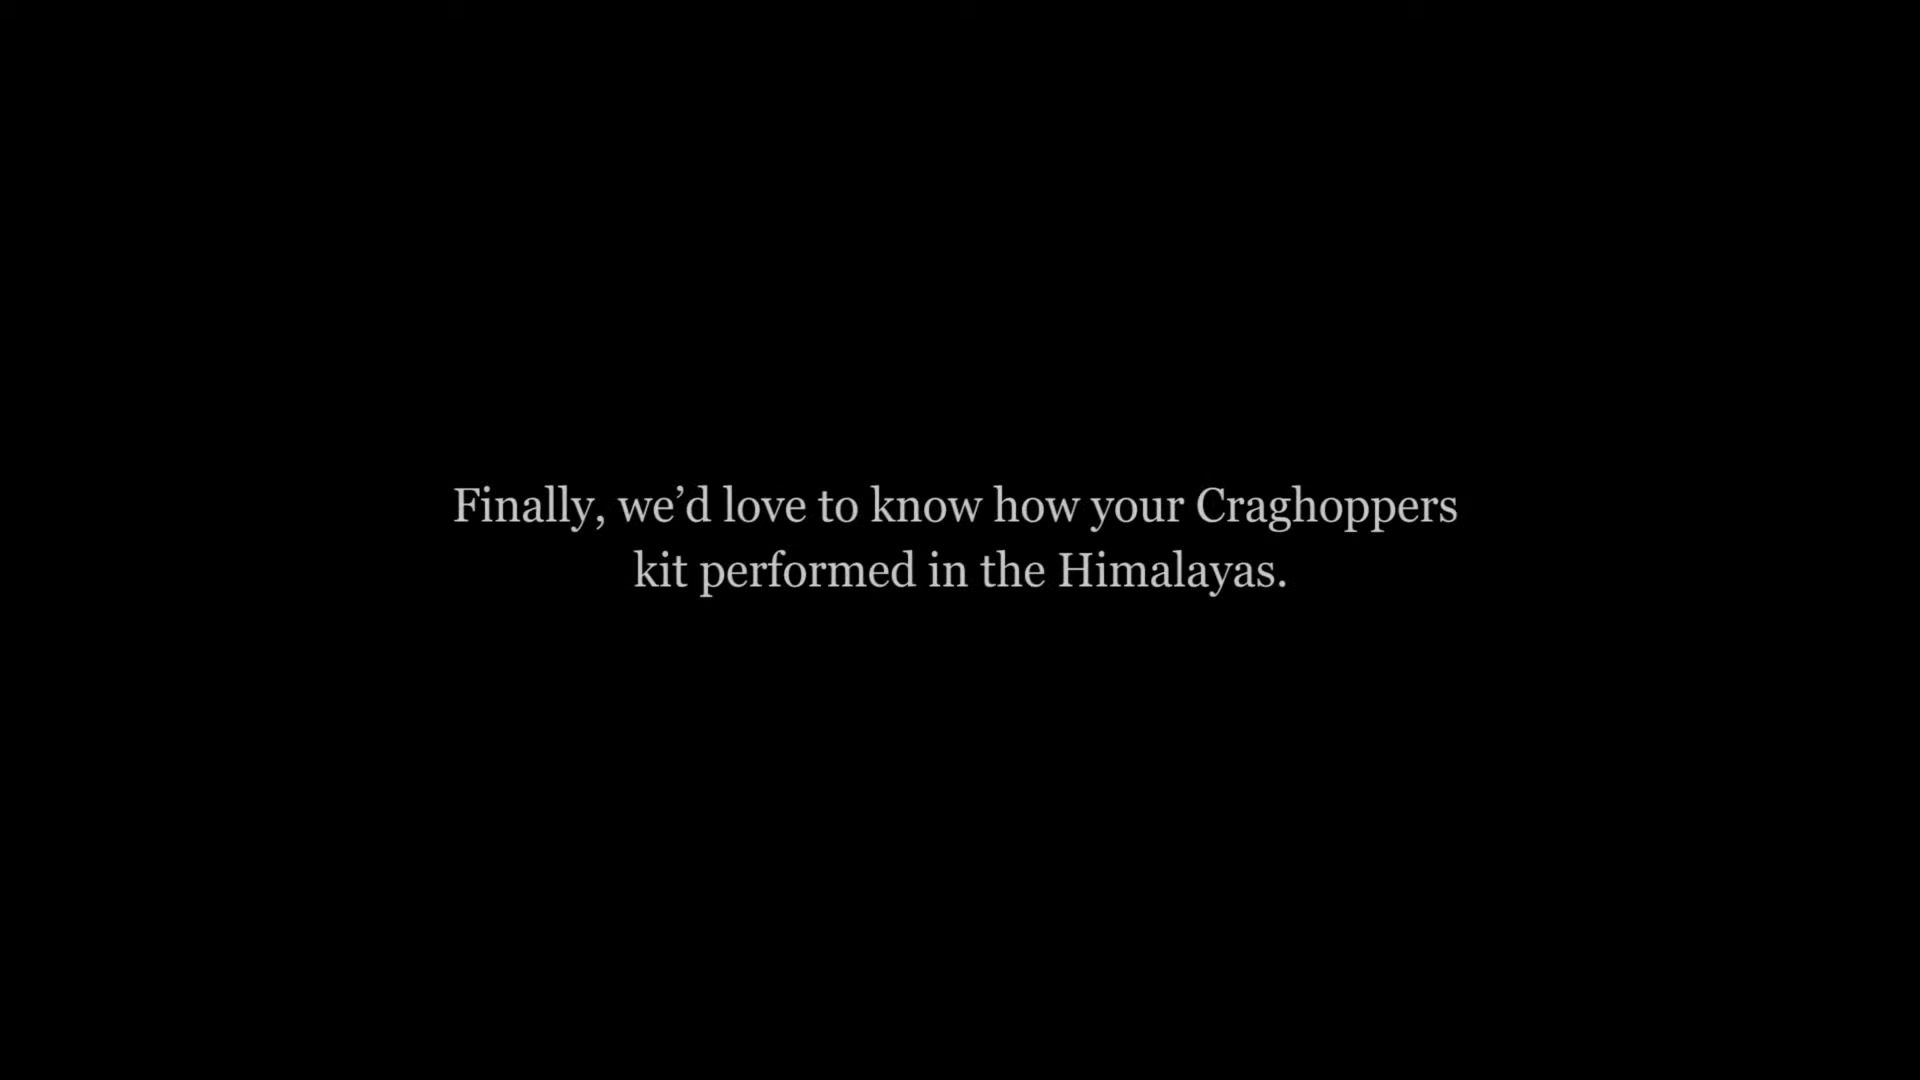 Finally, we’d love to know how your Craghoppers
kit performed in the Himalayas.